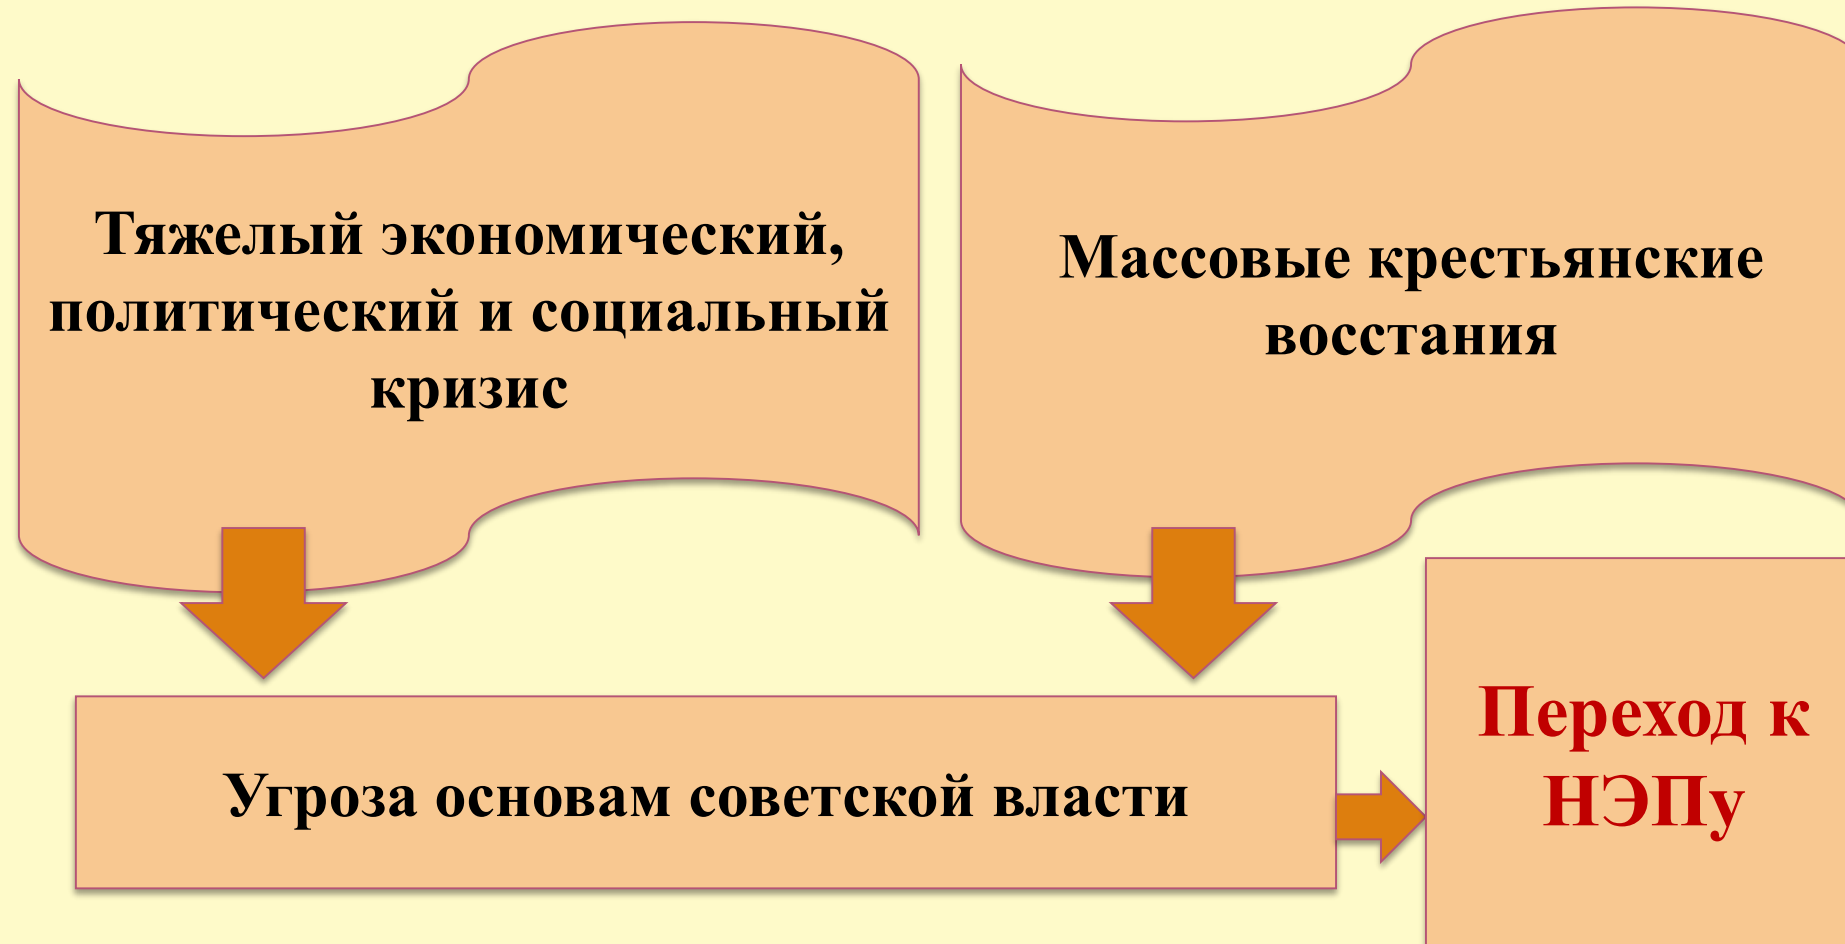 Тяжелый экономический,
политический и социальный
кризис
Массовые крестьянские
восстания
Угроза основам советской власти
Переход к
НЭПу